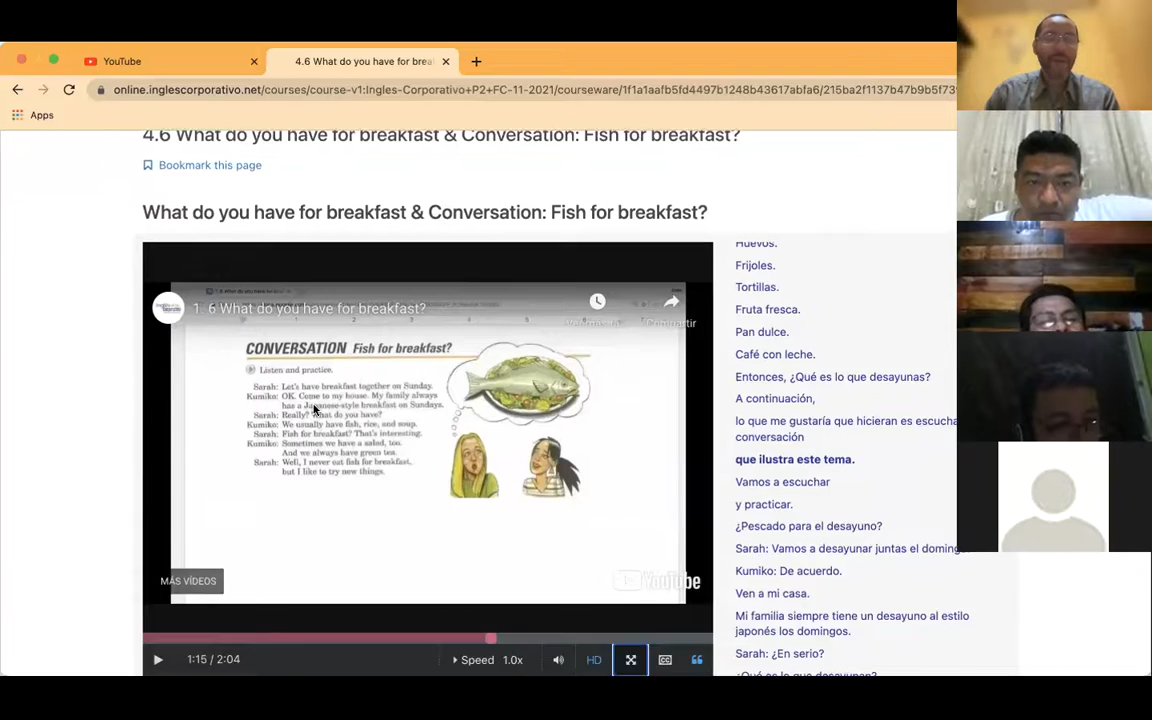 YouTube
4.6 What do you have for brea
online.inglescorporativo.net/courses/course-v1:Ingles-Corporativo+P2+FC-11-2021/courseware/1f1a1aafb5fd4497b1248b43617abfa6/215ba2f1137b47b9b5f73
Apps
4.6 What do you have for breakfast & Conversation: Fish for breakfast?
Bookmark this page
What do you have for breakfast & Conversation: Fish for breakfast?
1. 6 What do you have for breakfast?
Compartir
CONVERSATION Fish for breakfast?
Listen and practice.
Sarah: Let's have breakfast together on Sunday.
Kumiko: OK. Come to my house. My family always
has a Japanese-style breakfast on Sundays.
Sarah: Really? What do you have?
Kumiko: We usually have fish, rice, and soup.
Sarah: Fish for breakfast? That's interesting.
Kumiko: Sometimes we have a salad, too.
And we always have green tea.
Sarah: Well, I never eat fish for breakfast,
but I like to try new things.
MÁS VÍDEOS
YouTube
1:15 / 2:04
Speed 1.0x
HD
Huevos.
Frijoles.
Tortillas.
Fruta fresca.
Pan dulce.
Café con leche.
Entonces, ¿Qué es lo que desayunas?
A continuación,
lo que me gustaría que hicieran es escucha
conversación
que ilustra este tema.
Vamos a escuchar
y practicar.
¿Pescado para el desayuno?
Sarah: Vamos a desayunar juntas el doming
Kumiko: De acuerdo.
Ven a mi casa.
Mi familia siempre tiene un desayuno al estilo
japonés los domingos.
Sarah: ¿En serio?
¿Qué es lo que desayunan?